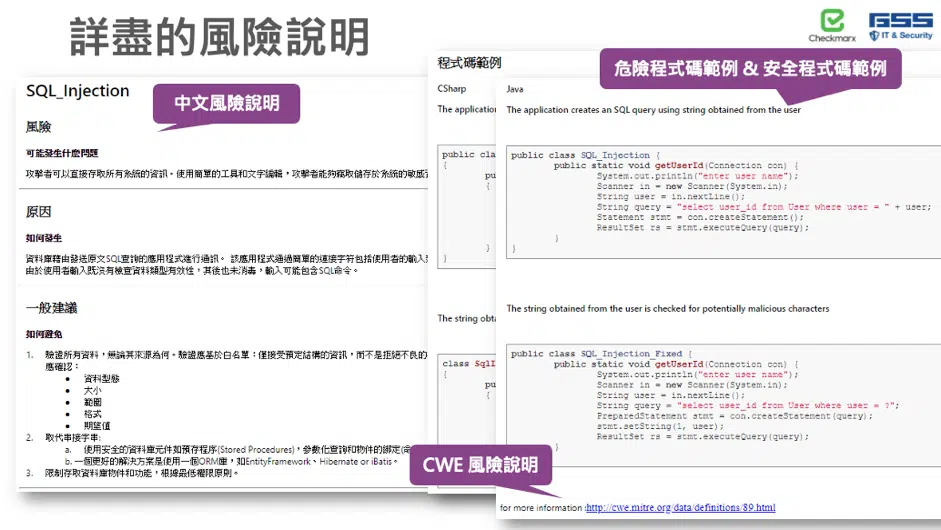 詳盡的風險說明
Checkmarx
GSS
IT & Security
SQL_Injection
中文風險說明
風險
可能發生什麼問題
攻擊者可以直接存取所有系統的資訊。使用簡單的工具和文字編輯，攻擊者能夠竊取儲存於系統的敏感
原因
如何發生
資料庫藉由發送原文SQL查詢的應用程式進行通訊。 該應用程式通過簡單的連接字符包括使用者的輸入
由於使用者輸入既沒有檢查資料類型有效性，其後也未消毒，輸入可能包含SQL命令。
一般建議
如何避免
1. 驗證所有資料，無論其來源為何。驗證應基於白名單：僅接受預定結構的資訊，而不是拒絕不良的
應確認：
• 資料型態
• 大小
• 範圍
• 格式
• 期望值
2. 取代串接字串:
a. 使用安全的資料庫元件如預存程序(Stored Procedures)，參數化查詢和物件的綁定
b. 一個更好的解決方案是使用一個ORM庫，如EntityFramework、Hibernate or iBatis。
3. 限制存取資料庫物件和功能，根據最低權限原則。
程式碼範例
CSharp
The application
public cla
{
pu
{
}
}
The string obta
class SqlI
{
pu
{
危險程式碼範例 & 安全程式碼範例
Java
The application creates an SQL query using string obtained from the user
public class SQL_Injection {
public static void getUserId(Connection con) {
System.out.println("enter user name");
Scanner in = new Scanner(System.in);
String user = in.nextLine();
String query = "select user_id from User where user = " + user;
Statement stmt = con.createStatement();
ResultSet rs = stmt.executeQuery(query);
}
}
The string obtained from the user is checked for potentially malicious characters
public class SQL_Injection_Fixed {
public static void getUserId(Connection con) {
System.out.println("enter user name");
Scanner in = new Scanner(System.in);
String user = in.nextLine();
String query = "select user_id from User where user = ?";
PreparedStatement stmt = con.createStatement(query);
stmt.setString(1, user);
ResultSet rs = stmt.executeQuery(query);
}
CWE 風險說明
for more information :http://cwe.mitre.org/data/definitions/89.html